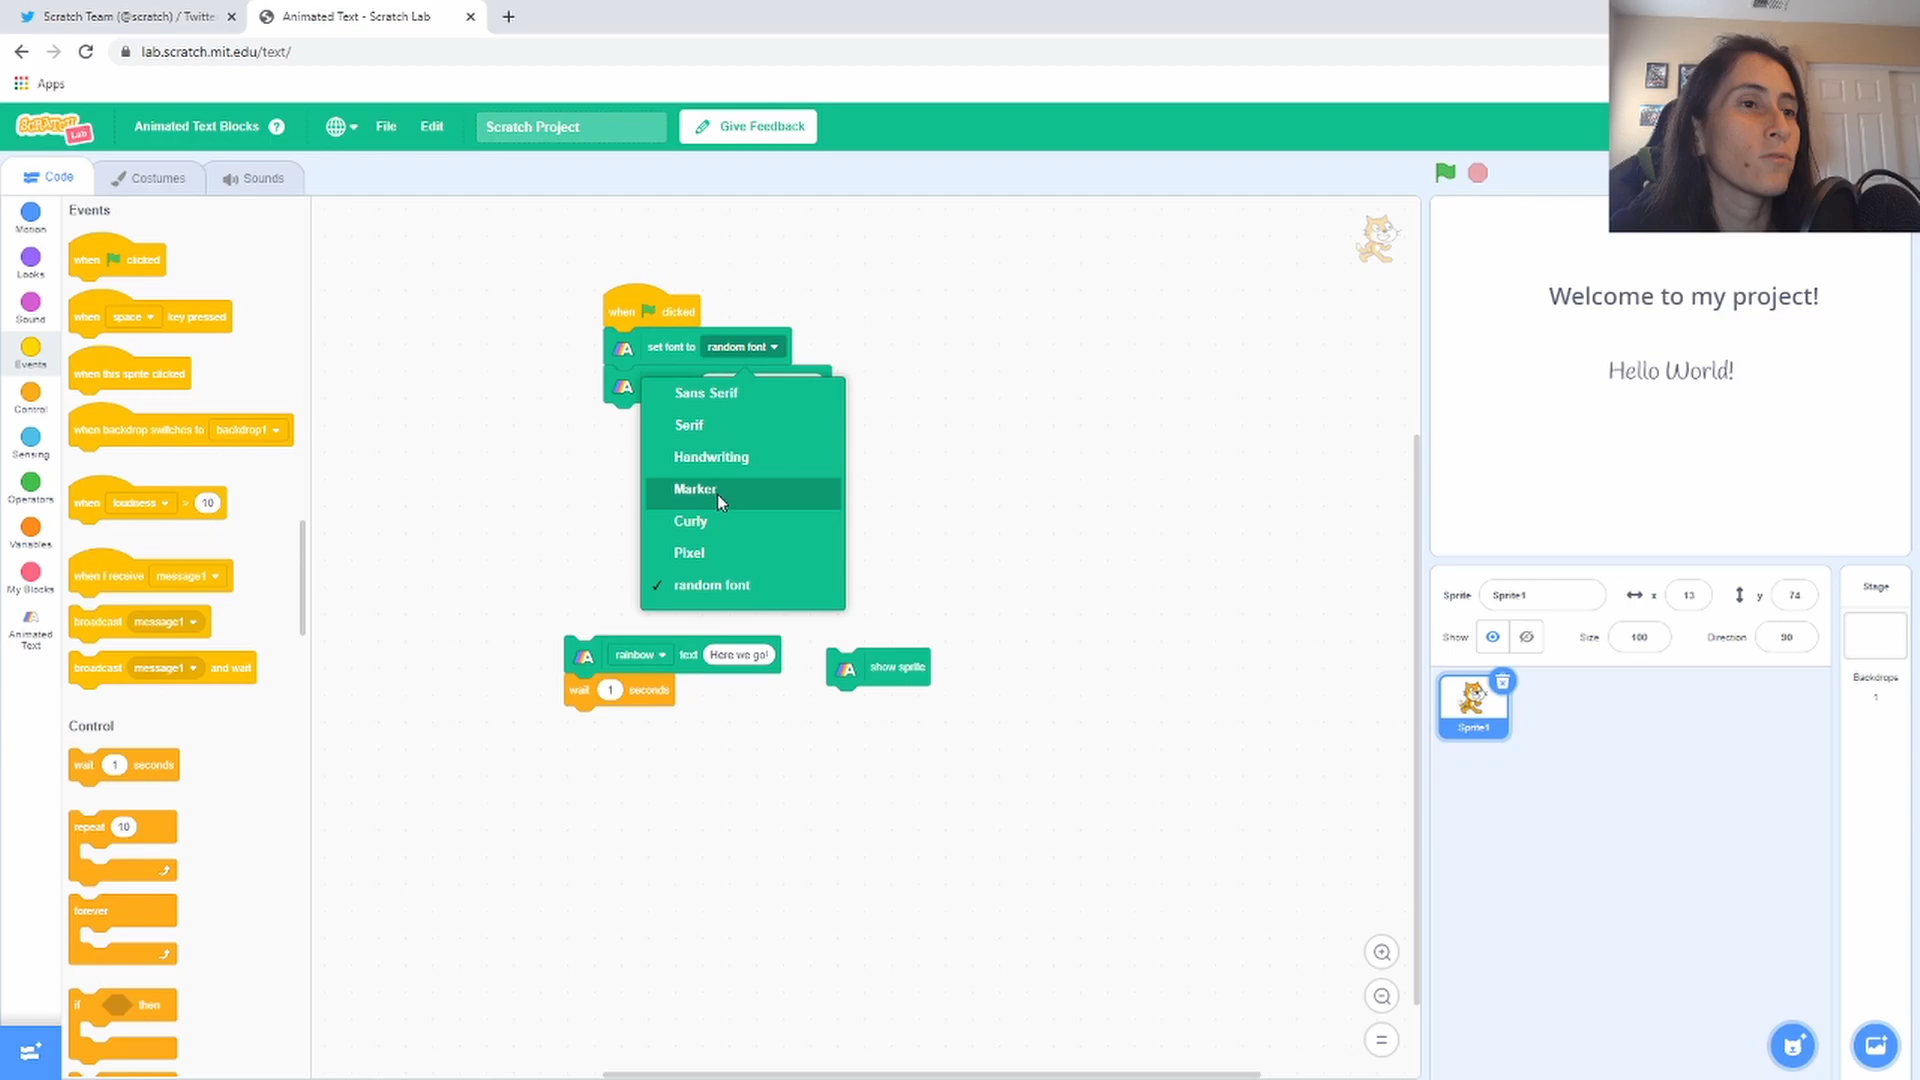 Scratch Team (@scratch) / Twitte
Animated Text - Scratch Lab
lab.scratch.mit.edu/text/
Apps
SCRATCH Lab
Animated Text Blocks ?
File
Edit
Scratch Project
Give Feedback
Code
Costumes
Sounds
Motion
Looks
Sound
Events
Control
Sensing
Operators
Variables
My Blocks
Animated
Text
Events
when clicked
when space key pressed
when this sprite clicked
when backdrop switches to backdrop1
when loudness > 10
when I receive message1
broadcast message1
broadcast message1 and wait
Control
wait 1 seconds
repeat 10
forever
if then
when clicked
set font to random font
Sans Serif
Serif
Handwriting
Marker
Curly
Pixel
✓ random font
rainbow text Here we go!
wait 1 seconds
show sprite
Welcome to my project!
Hello World!
Sprite Sprite1 x 13 y 74
Show Size 100 Direction 90
Sprite1
Stage
Backdrops
1